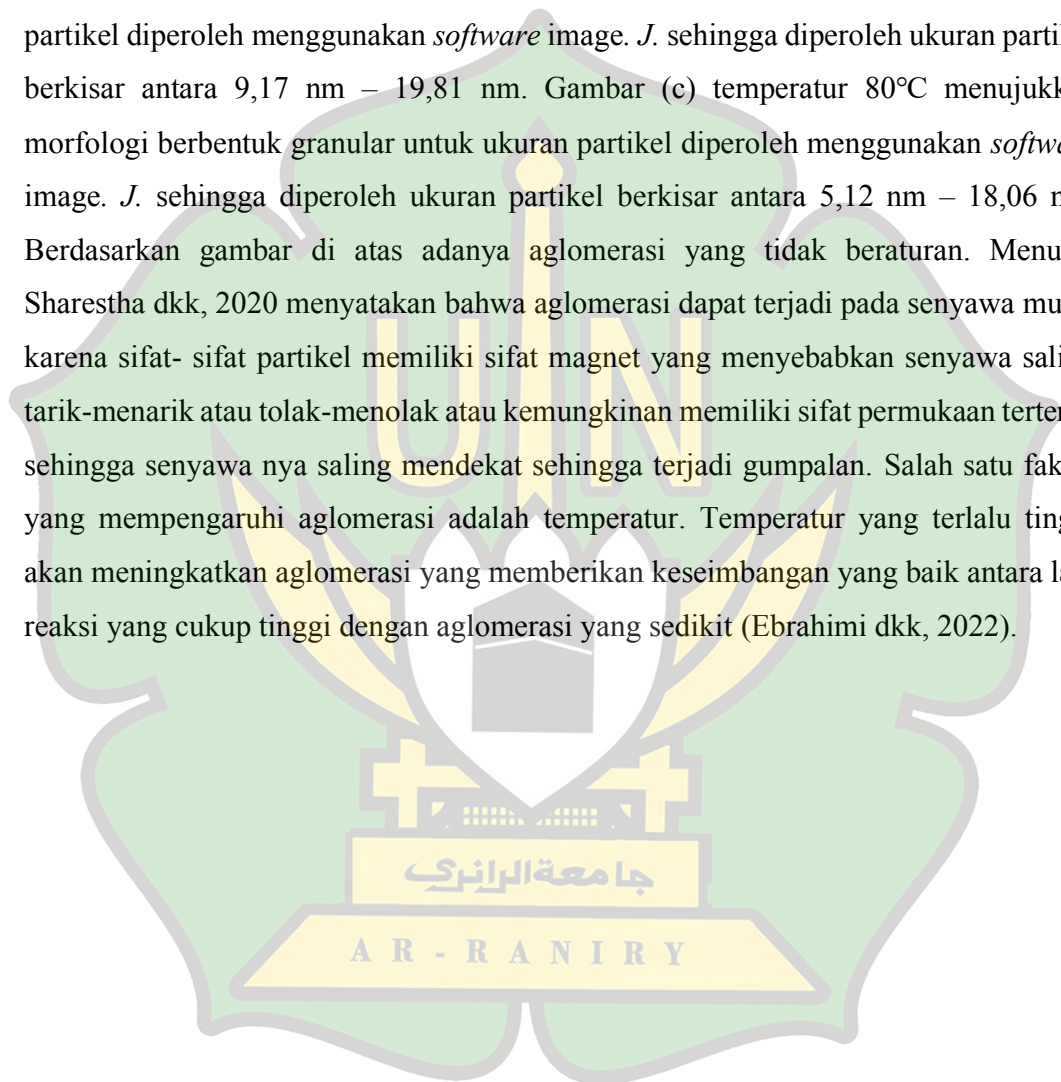 partikel diperoleh menggunakan software image. J. sehingga diperoleh ukuran partik
berkisar antara 9,17 nm – 19,81 nm. Gambar (c) temperatur 80°C menujukk
morfologi berbentuk granular untuk ukuran partikel diperoleh menggunakan softwa
image. J. sehingga diperoleh ukuran partikel berkisar antara 5,12 nm – 18,06 n
Berdasarkan gambar di atas adanya aglomerasi yang tidak beraturan. Menu
Sharestha dkk, 2020 menyatakan bahwa aglomerasi dapat terjadi pada senyawa mu
karena sifat- sifat partikel memiliki sifat magnet yang menyebabkan senyawa sali
tarik-menarik atau tolak-menolak atau kemungkinan memiliki sifat permukaan terten
sehingga senyawa nya saling mendekat sehingga terjadi gumpalan. Salah satu fak
yang mempengaruhi aglomerasi adalah temperatur. Temperatur yang terlalu ting
akan meningkatkan aglomerasi yang memberikan keseimbangan yang baik antara la
reaksi yang cukup tinggi dengan aglomerasi yang sedikit (Ebrahimi dkk, 2022).
UIN
جامعة الرانري
AR-RANIRY